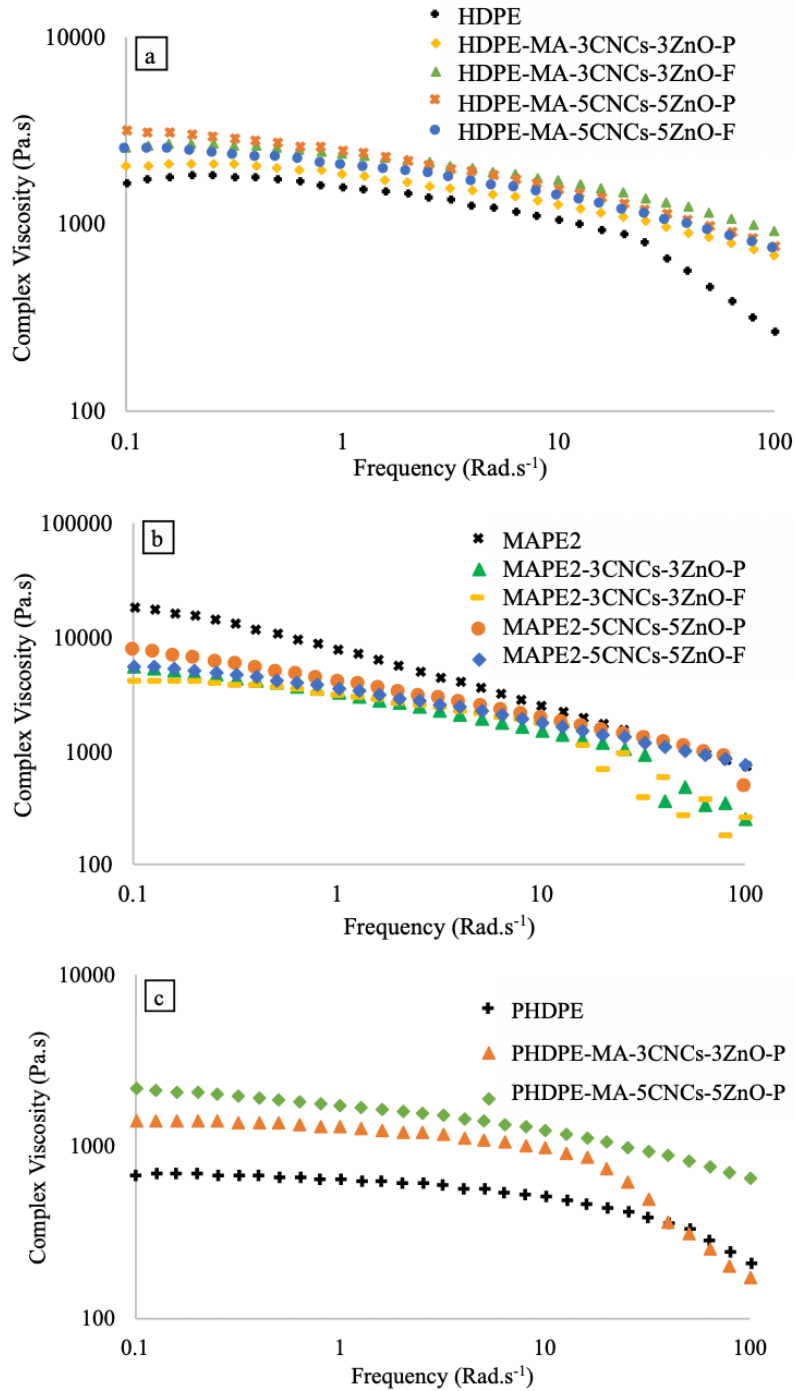 HDPE
HDPE-MA-3CNCs-3ZnO-P
HDPE-MA-3CNCs-3ZnO-F
HDPE-MA-5CNCs-5ZnO-P
HDPE-MA-5CNCs-5ZnO-F
a
10000
1000
100
Complex Viscosity (Pa.s)
0.1 1 10 100
Frequency (Rad.s-1)
b
MAPE2
MAPE2-3CNCs-3ZnO-P
MAPE2-3CNCs-3ZnO-F
MAPE2-5CNCs-5ZnO-P
MAPE2-5CNCs-5ZnO-F
100000
10000
1000
100
Complex Viscosity (Pa.s)
0.1 1 10 100
Frequency (Rad.s-1)
c
PHDPE
PHDPE-MA-3CNCs-3ZnO-P
PHDPE-MA-5CNCs-5ZnO-P
10000
1000
100
Complex Viscosity (Pa.s)
0.1 1 10 100
Frequency (Rad.s-1)